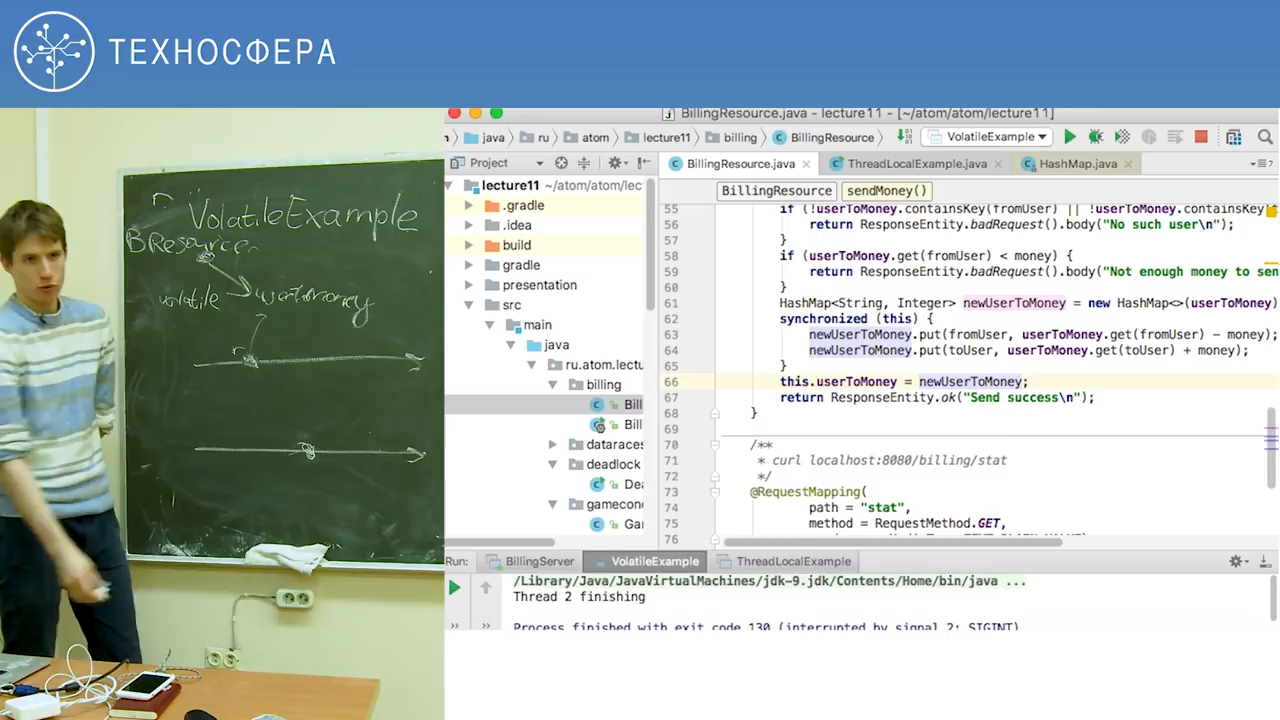 ТЕХНОСФЕРА
VolatileExample
BResource
volatile userToMoney
BillingResource.java - lecture11 - [~/atom/atom/lecture11]
java ru atom lecture11 billing BillingResource VolatileExample
Project BillingResource.java ThreadLocalExample.java HashMap.java
lecture11 ~/atom/atom/lec
.gradle
.idea
build
gradle
presentation
src
main
java
ru.atom.lectu
billing
Bill
Bill
dataraces
deadlock
De
gamecon
Ga
BillingResource sendMoney()
55 if (!userToMoney.containsKey(fromUser) || !userToMoney.containsKey(t
56 return ResponseEntity.badRequest().body("No such user\n");
57 }
58 if (userToMoney.get(fromUser) < money) {
59 return ResponseEntity.badRequest().body("Not enough money to sen
60 }
61 HashMap<String, Integer> newUserToMoney = new HashMap<>(userToMoney)
62 synchronized (this) {
63 newUserToMoney.put(fromUser, userToMoney.get(fromUser) - money);
64 newUserToMoney.put(toUser, userToMoney.get(toUser) + money);
65 }
66 this.userToMoney = newUserToMoney;
67 return ResponseEntity.ok("Send success\n");
68 }
69
70 /**
71 * curl localhost:8080/billing/stat
72 */
73 @RequestMapping(
74 path = "stat",
75 method = RequestMethod.GET,
76
Run: BillingServer VolatileExample ThreadLocalExample
/Library/Java/JavaVirtualMachines/jdk-9.jdk/Contents/Home/bin/java ...
Thread 2 finishing
Process finished with exit code 130 (interrupted by signal 2: SIGINT)